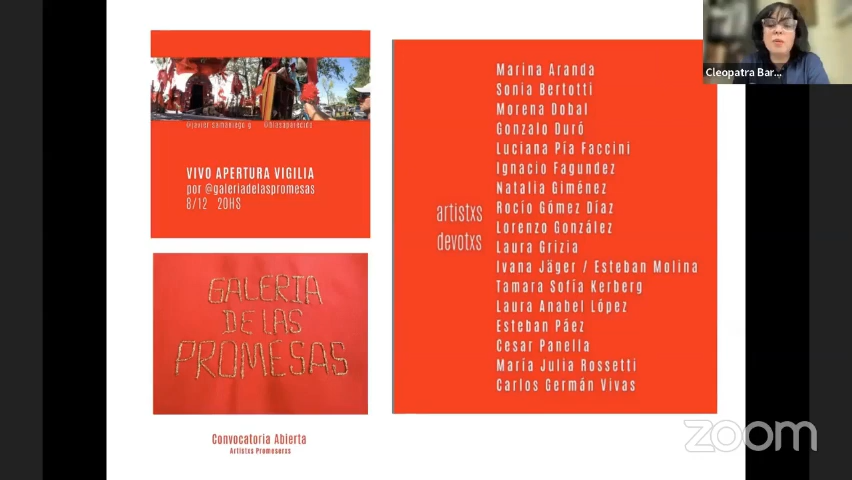 VIVO APERTURA VIGILIA
por @galeriadelaspromesas
8/12 20HS
GALERIA
DE LAS
PROMESAS
Convocatoria Abierta
Artistxs Promeserxs
artistxs
devotxs
Marina Aranda
Sonia Bertotti
Morena Dobal
Gonzalo Duró
Luciana Pía Faccini
Ignacio Fagundez
Natalia Giménez
Rocío Gómez Díaz
Lorenzo González
Laura Grizia
Ivana Jäger / Esteban Molina
Tamara Sofía Kerberg
Laura Anabel López
Esteban Páez
Cesar Panella
María Julia Rossetti
Carlos Germán Vivas
Cleopatra Bar...
zoom